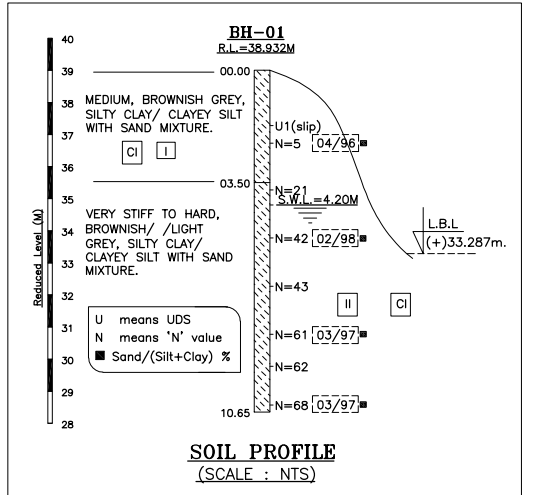 BH-01
R.L.=38.932M
40
39
38
37
36
35
34
33
32
31
30
29
28
Reduced Level (M)
00.00
MEDIUM, BROWNISH GREY,
SILTY CLAY/ CLAYEY SILT
WITH SAND MIXTURE.
CI I
U1(slip)
N=5 04/96
03.50
N=21
S.W.L.=4.20M
VERY STIFF TO HARD,
BROWNISH/ /LIGHT
GREY, SILTY CLAY/
CLAYEY SILT WITH SAND
MIXTURE.
N=42 02/98
L.B.L
(+)33.287m.
N=43
II CI
U means UDS
N means 'N' value
Sand/(Silt+Clay) %
N=61 03/97
N=62
N=68 03/97
10.65
SOIL PROFILE
(SCALE : NTS)